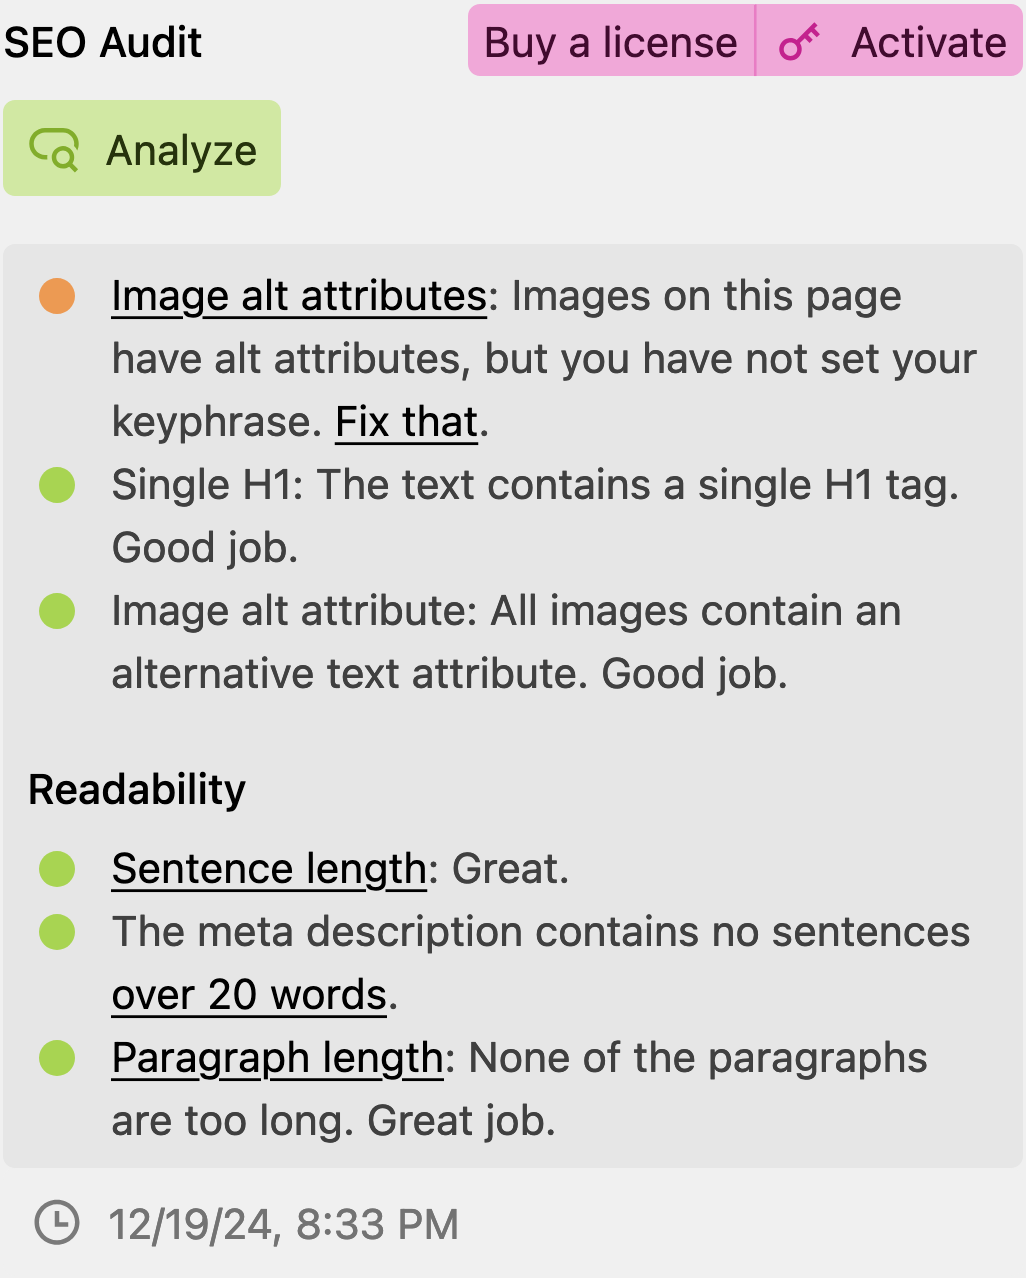 SEO Audit
Buy a license
Activate
Analyze
Image alt attributes: Images on this page
have alt attributes, but you have not set your
keyphrase. Fix that.
Single H1: The text contains a single H1 tag.
Good job.
Image alt attribute: All images contain an
alternative text attribute. Good job.
Readability
Sentence length: Great.
The meta description contains no sentences
over 20 words.
Paragraph length: None of the paragraphs
are too long. Great job.
12/19/24, 8:33 PM